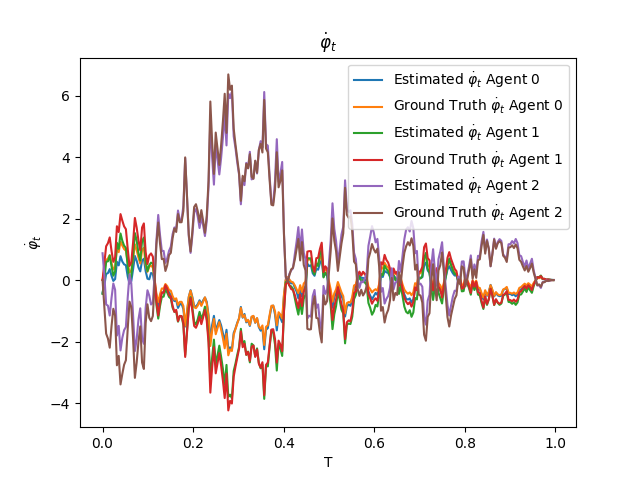 φ̇ₜ
Estimated φ̇ₜ Agent 0
Ground Truth φ̇ₜ Agent 0
Estimated φ̇ₜ Agent 1
Ground Truth φ̇ₜ Agent 1
Estimated φ̇ₜ Agent 2
Ground Truth φ̇ₜ Agent 2
6
4
2
0
−2
−4
φ̇ₜ
0.0 0.2 0.4 0.6 0.8 1.0
T